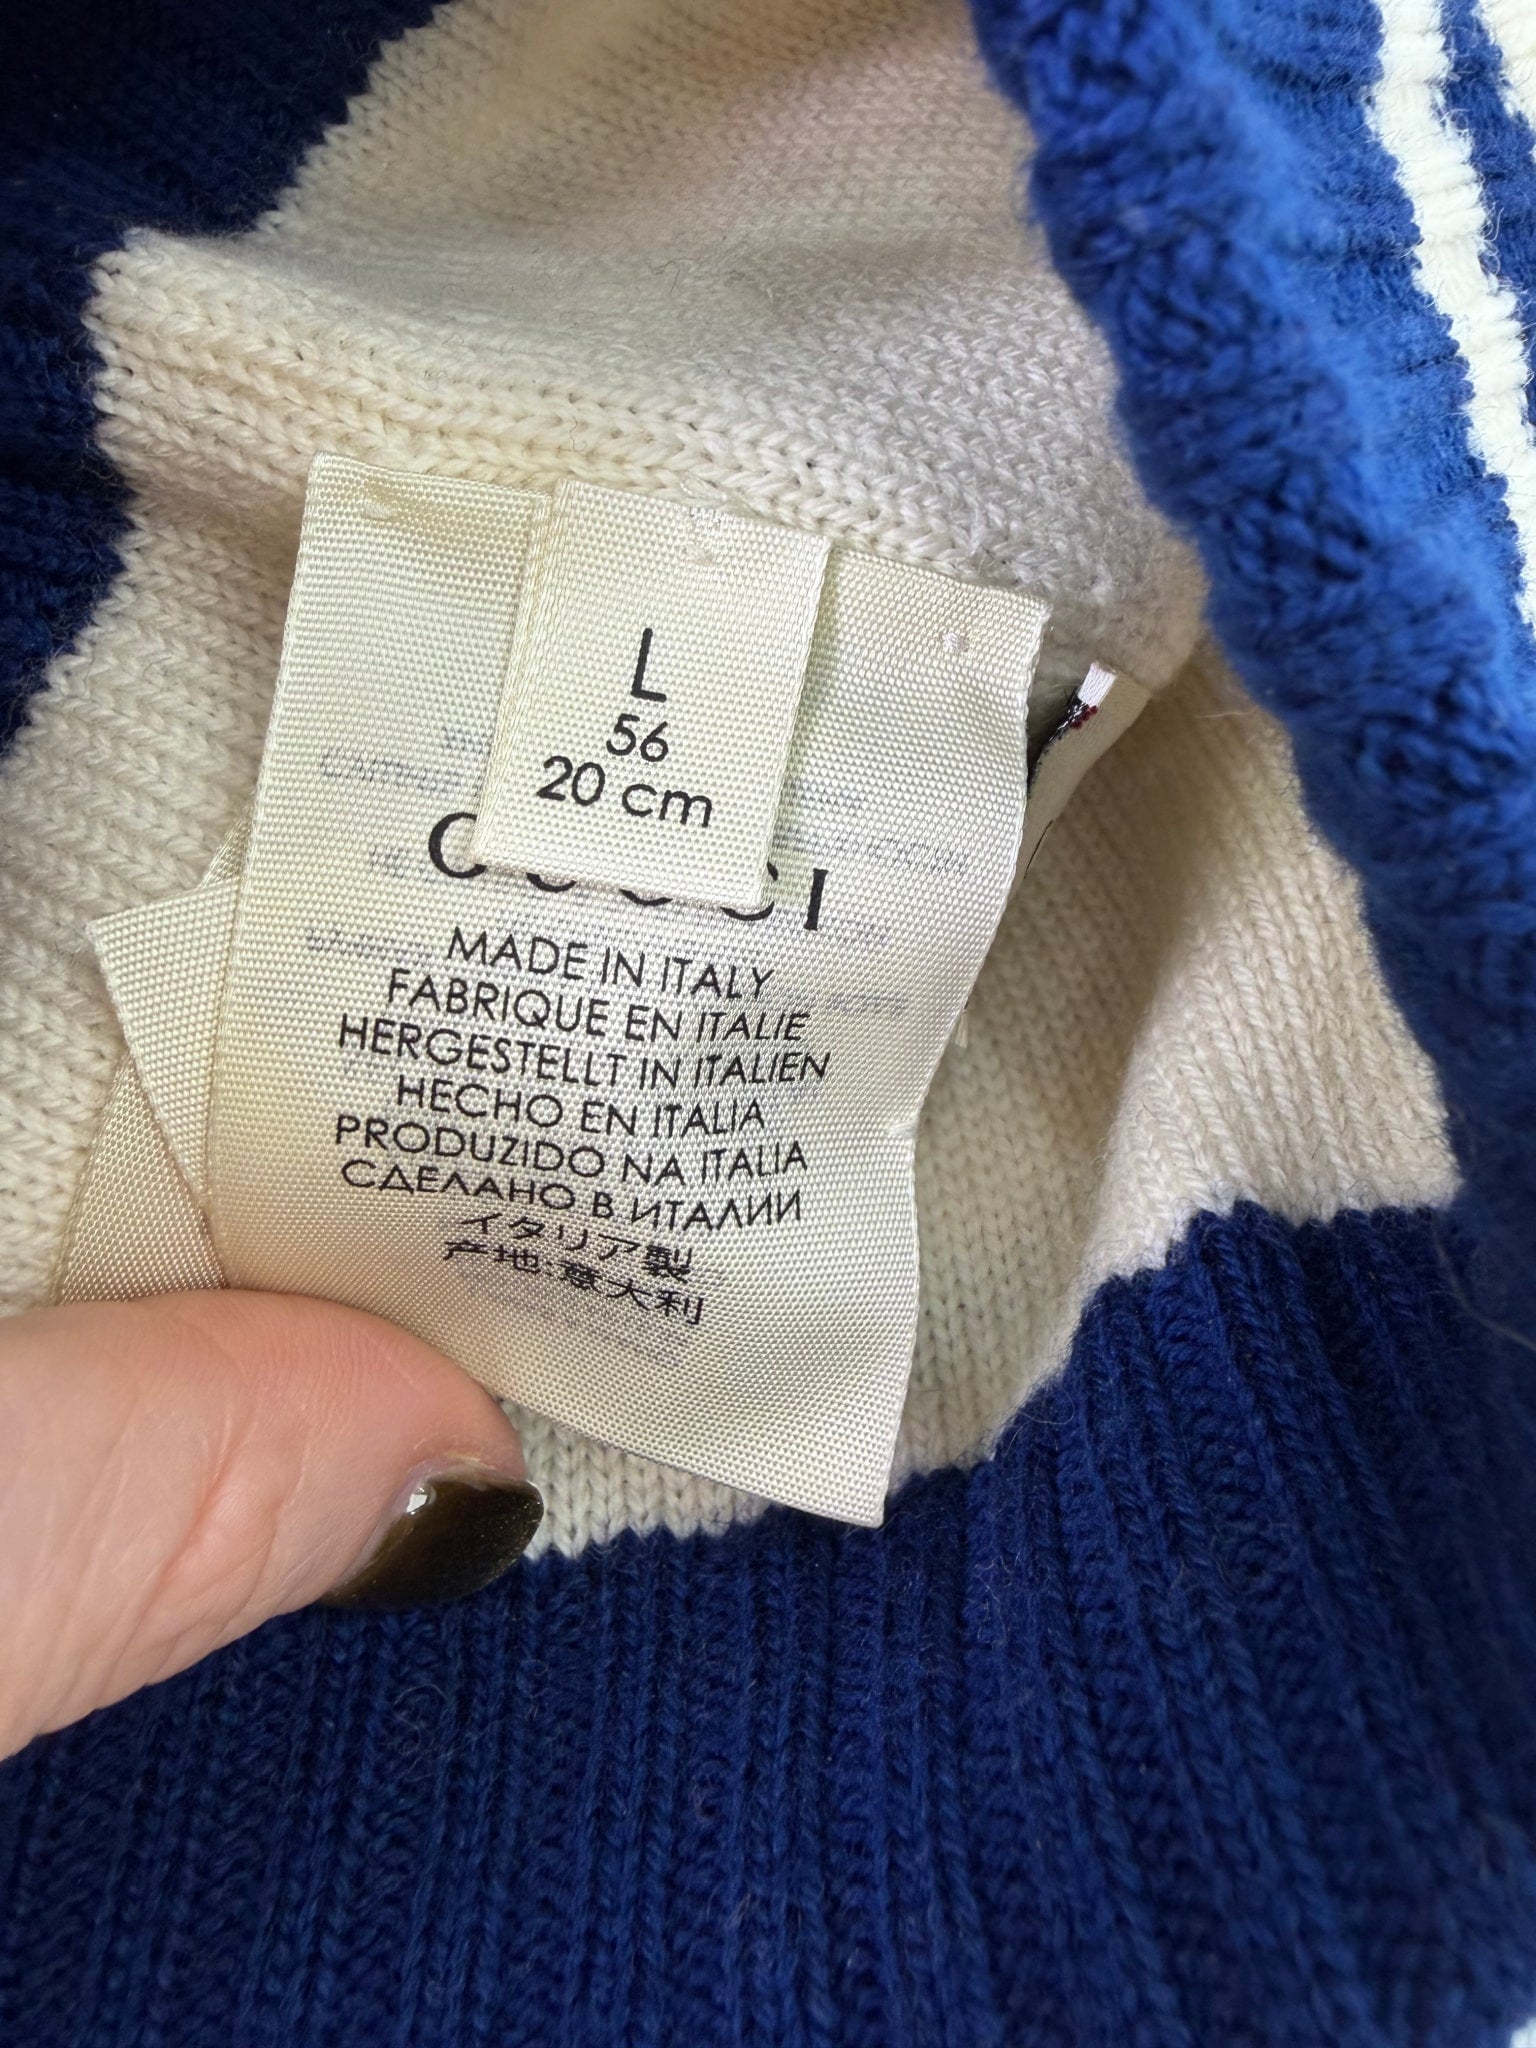 L
56
20 cm
GUCCI
MADE IN ITALY
FABRIQUE EN ITALIE
HERGESTELLT IN ITALIEN
HECHO EN ITALIA
PRODUZIDO NA ITALIA
СДЕЛАНО В ИТАЛИИ
イタリア製
产地:意大利